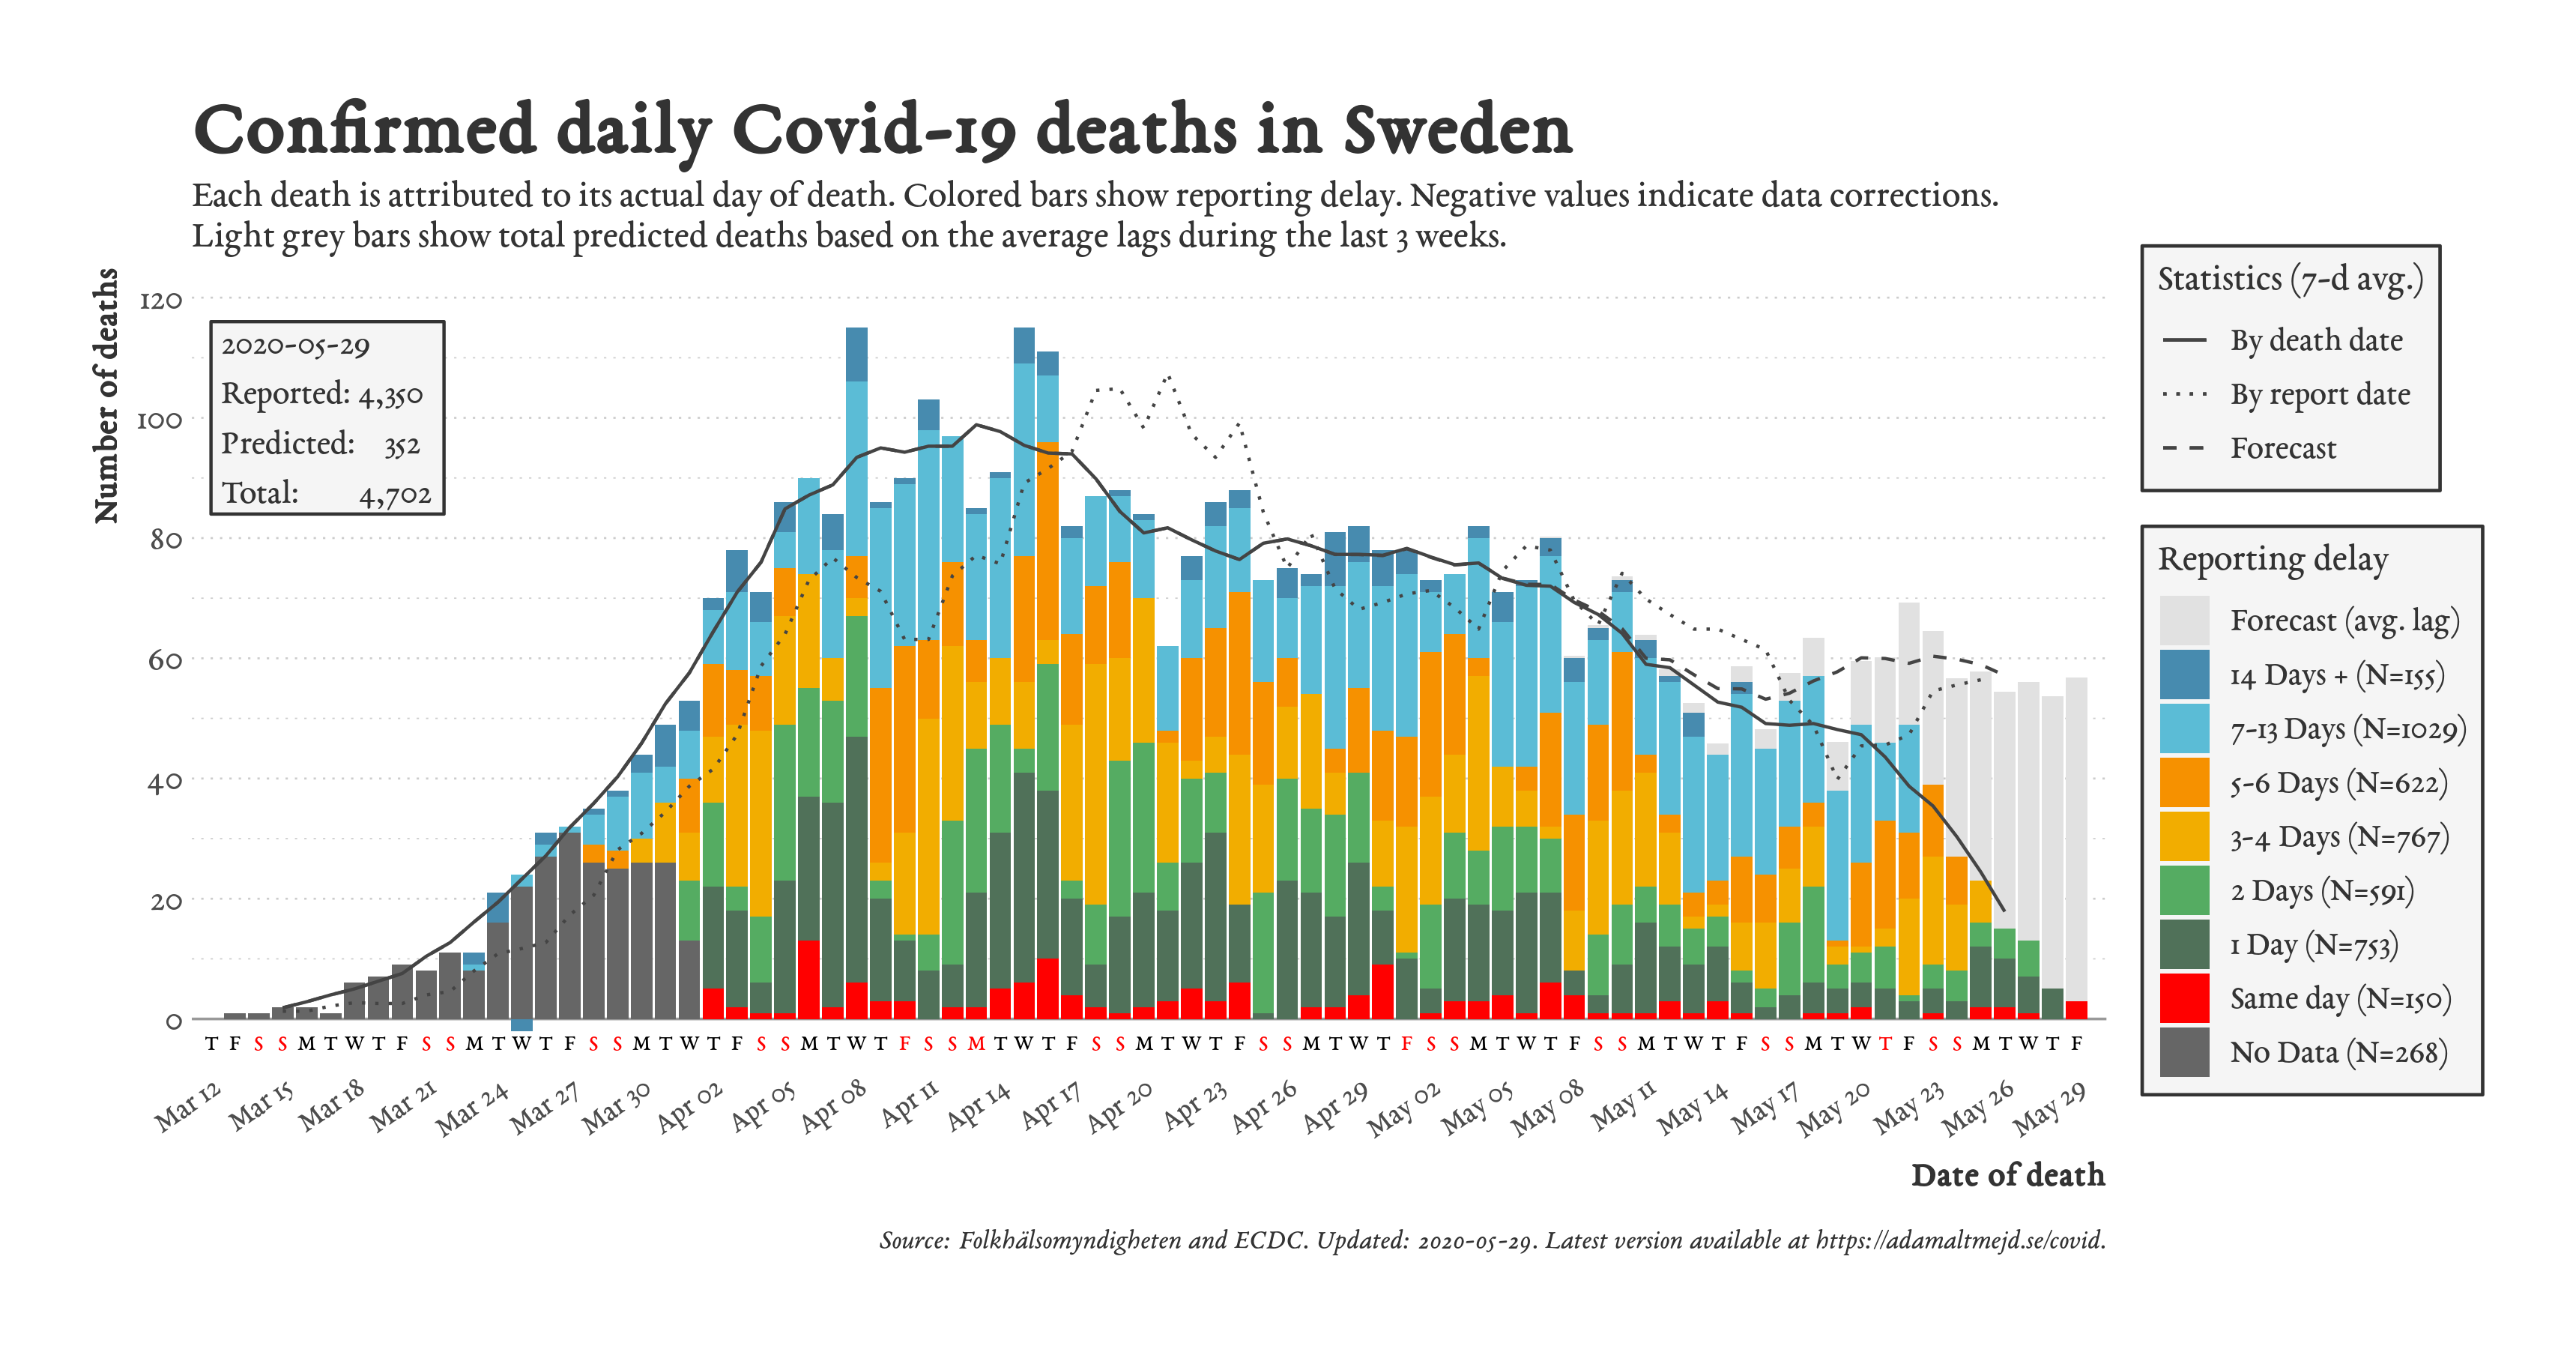 Confirmed daily Covid-19 deaths in Sweden
Each death is attributed to its actual day of death. Colored bars show reporting delay. Negative values indicate data corrections.
Light grey bars show total predicted deaths based on the average lags during the last 3 weeks.
Number of deaths
120
100
80
60
40
20
0
2020-05-29
Reported: 4,350
Predicted: 352
Total: 4,702
Statistics (7-d avg.)
By death date
By report date
Forecast
Reporting delay
Forecast (avg. lag)
14 Days + (N=155)
7-13 Days (N=1029)
5-6 Days (N=622)
3-4 Days (N=767)
2 Days (N=591)
1 Day (N=753)
Same day (N=150)
No Data (N=268)
T F S S M T W T F S S M T W T F S S M T W T F S S M T W T F S S M T W T F S S M T W T F S S M T W T F S S M T W T F S S M T W T F S S M T W T F S S M T W T F
Mar 12 Mar 15 Mar 18 Mar 21 Mar 24 Mar 27 Mar 30 Apr 02 Apr 05 Apr 08 Apr 11 Apr 14 Apr 17 Apr 20 Apr 23 Apr 26 Apr 29 May 02 May 05 May 08 May 11 May 14 May 17 May 20 May 23 May 26 May 29
Date of death
Source: Folkhälsomyndigheten and ECDC. Updated: 2020-05-29. Latest version available at https://adamaltmejd.se/covid.